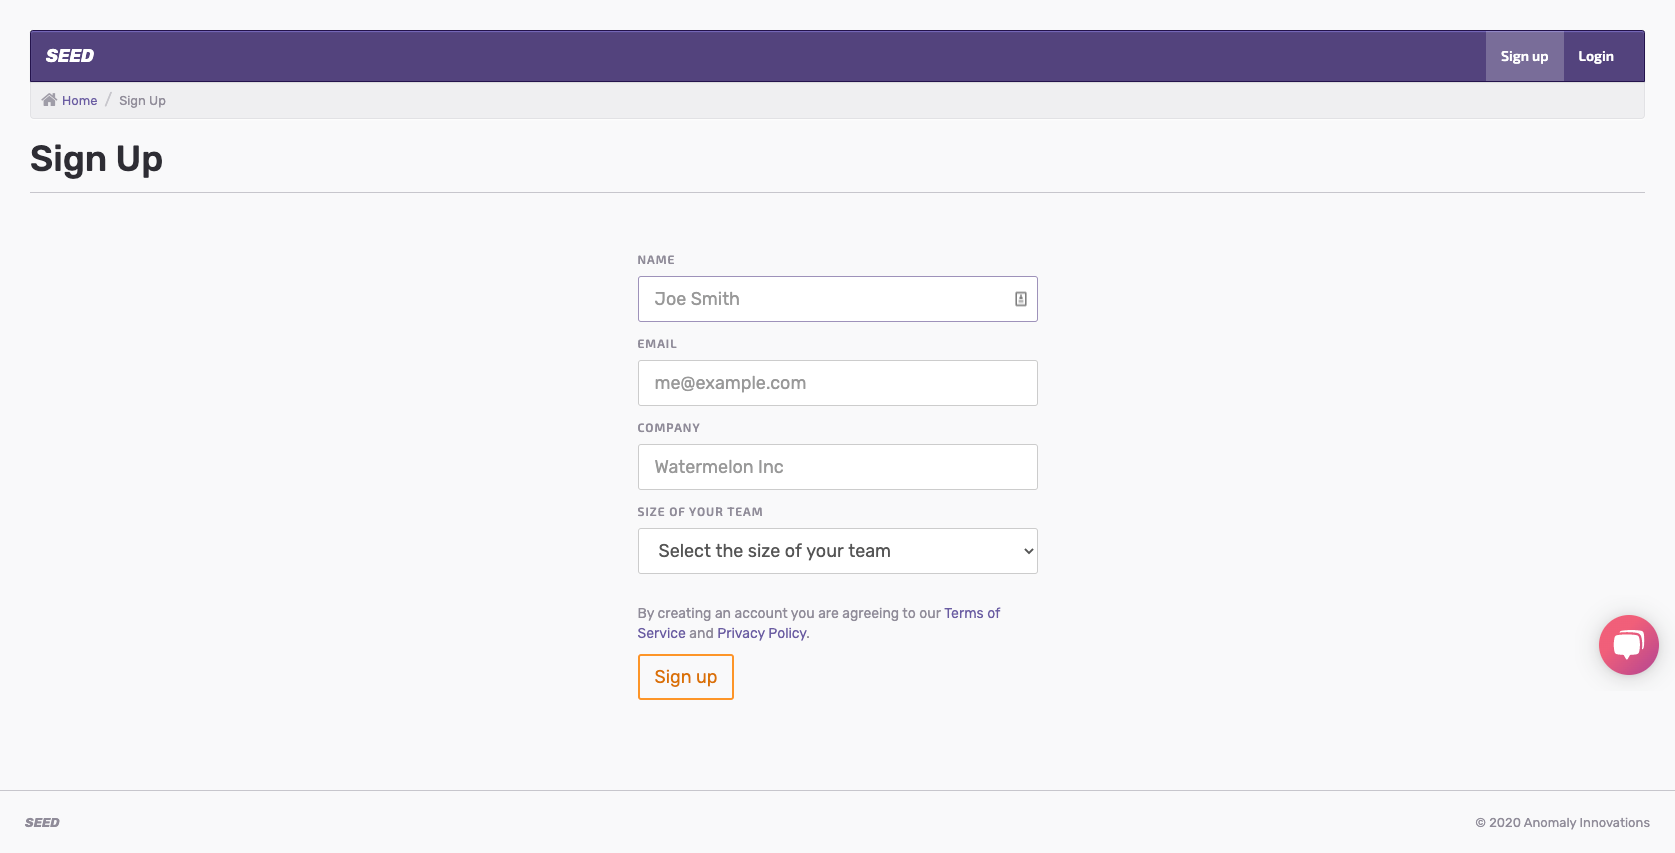 SEED
Sign up
Login
Home / Sign Up
Sign Up
NAME
Joe Smith
EMAIL
me@example.com
COMPANY
Watermelon Inc
SIZE OF YOUR TEAM
Select the size of your team
By creating an account you are agreeing to our Terms of
Service and Privacy Policy.
Sign up
SEED
© 2020 Anomaly Innovations